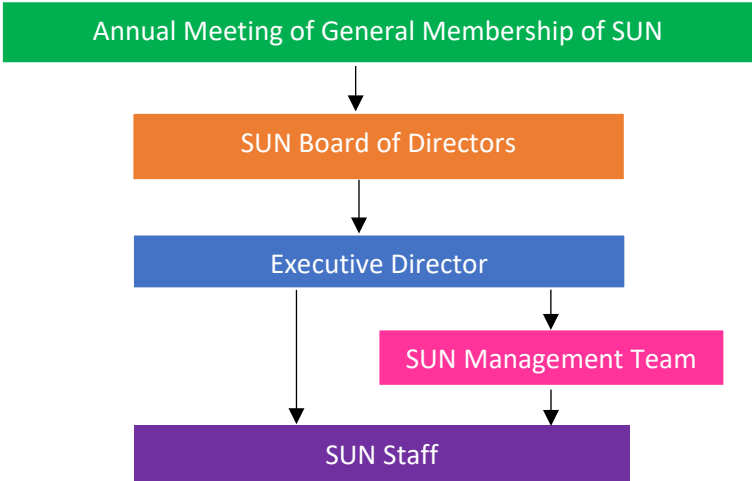 Annual Meeting of General Membership of SUN
SUN Board of Directors
Executive Director
SUN Management Team
SUN Staff